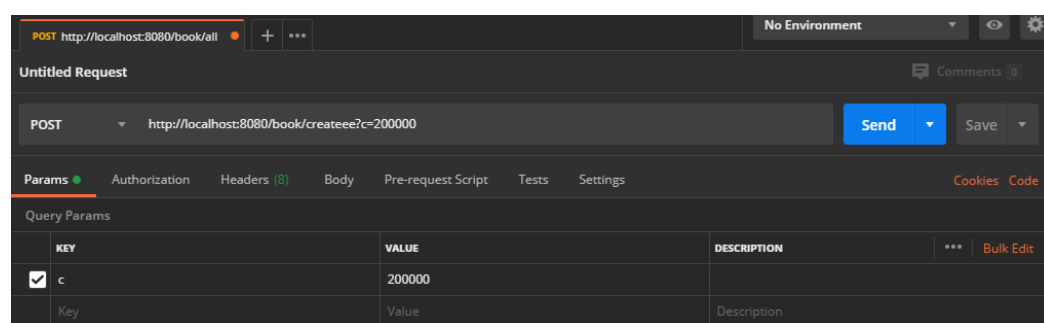 POST http://localhost:8080/book/all No Environment
Untitled Request Comments 0
POST http://localhost:8080/book/createee?c=200000 Send Save
Params Authorization Headers (8) Body Pre-request Script Tests Settings Cookies Code
Query Params
KEY VALUE DESCRIPTION ••• Bulk Edit
c 200000
Key Value Description